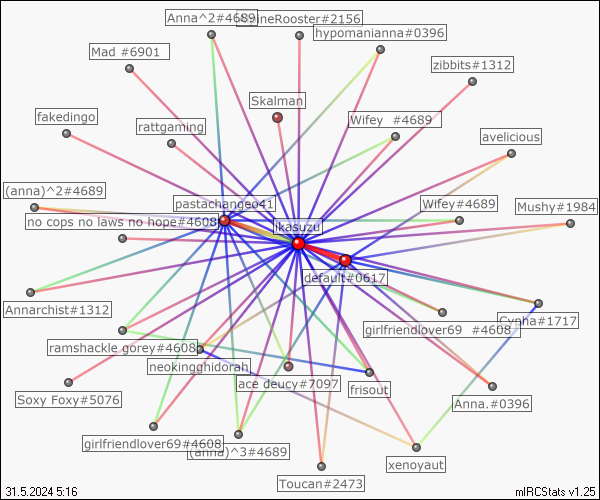 Anna^2#4689
ineRooster#2156
hypomanianna#0396
Mad #6901
zibbits#1312
Skalman
fakedingo
rattgaming
Wifey #4689
avelicious
(anna)^2#4689
pastachangeo41
Wifey#4689
Mushy#1984
no cops no laws no hope#4608
ikasuzu
default#0617
Annarchist#1312
girlfriendlover69 #4608
Cynna#1717
ramshackle gorey#4608
neokingghidorah
ace deucy#7097
frisout
Soxy Foxy#5076
Anna.#0396
girlfriendlover69#4608
(anna)^3#4689
xenoyaut
Toucan#2473
31.5.2024 5:16
mIRCStats v1.25